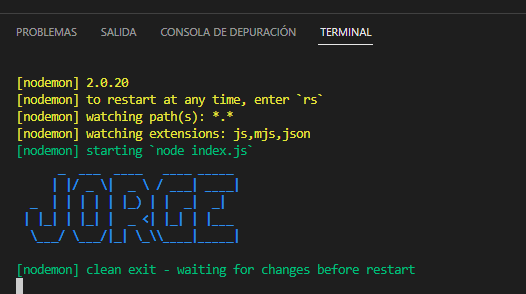 PROBLEMAS SALIDA CONSOLA DE DEPURACIÓN TERMINAL
[nodemon] 2.0.20
[nodemon] to restart at any time, enter `rs`
[nodemon] watching path(s): *.*
[nodemon] watching extensions: js,mjs,json
[nodemon] starting `node index.js`
JORGE
[nodemon] clean exit - waiting for changes before restart